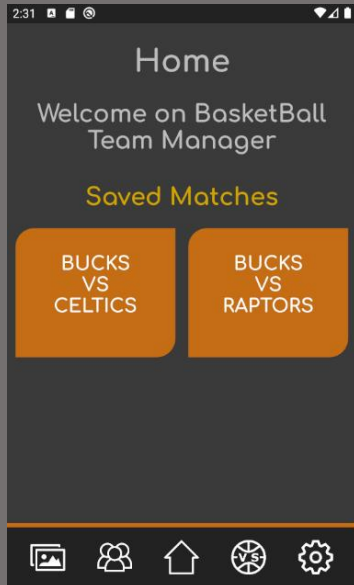 2:31
Home
Welcome on BasketBall
Team Manager
Saved Matches
BUCKS
VS
CELTICS
BUCKS
VS
RAPTORS
VS